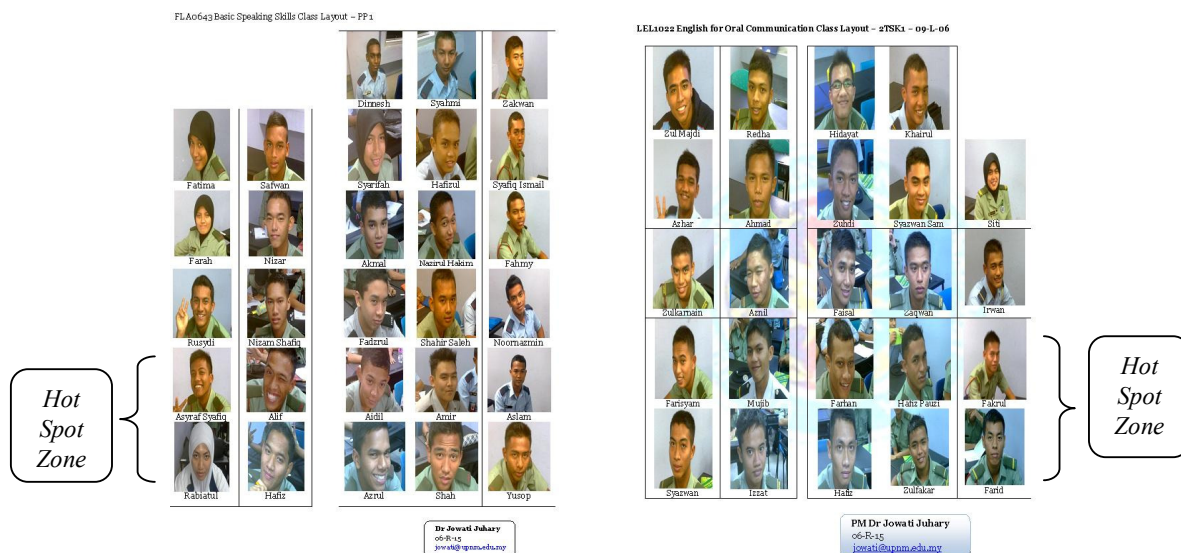 FLA0643 Basic Speaking Skills Class Layout – PP1
Dinnesh Syahmi Zakwan
Fatima Safwan Syarifah Hafizul Syafiq Ismail
Farah Nizar Akmal Nazirul Hakim Fahmy
Rusydi Nizam Shafiq Fadzrul Shahir Saleh Noornazmin
Asyraf Syafiq Alif Aidil Amir Aslam
Rabiatul Hafiz Azrul Shah Yusop
Hot
Spot
Zone
Dr Jowati Juhary
06-R-15
jowati@upnm.edu.my
LEL1022 English for Oral Communication Class Layout – 2TSK1 – 09-L-06
Zul Majdi Redha Hidayat Khairul
Azhar Ahmad Zuhdi Syazwan Sam Siti
Zulkarnain Aznil Faisal Zaqwan Irwan
Farisyam Mujib Farhan Hafiz Pauzi Fakrul
Syazwan Izzat Hafiz Zulfakar Farid
Hot
Spot
Zone
PM Dr Jowati Juhary
06-R-15
jowati@upnm.edu.my